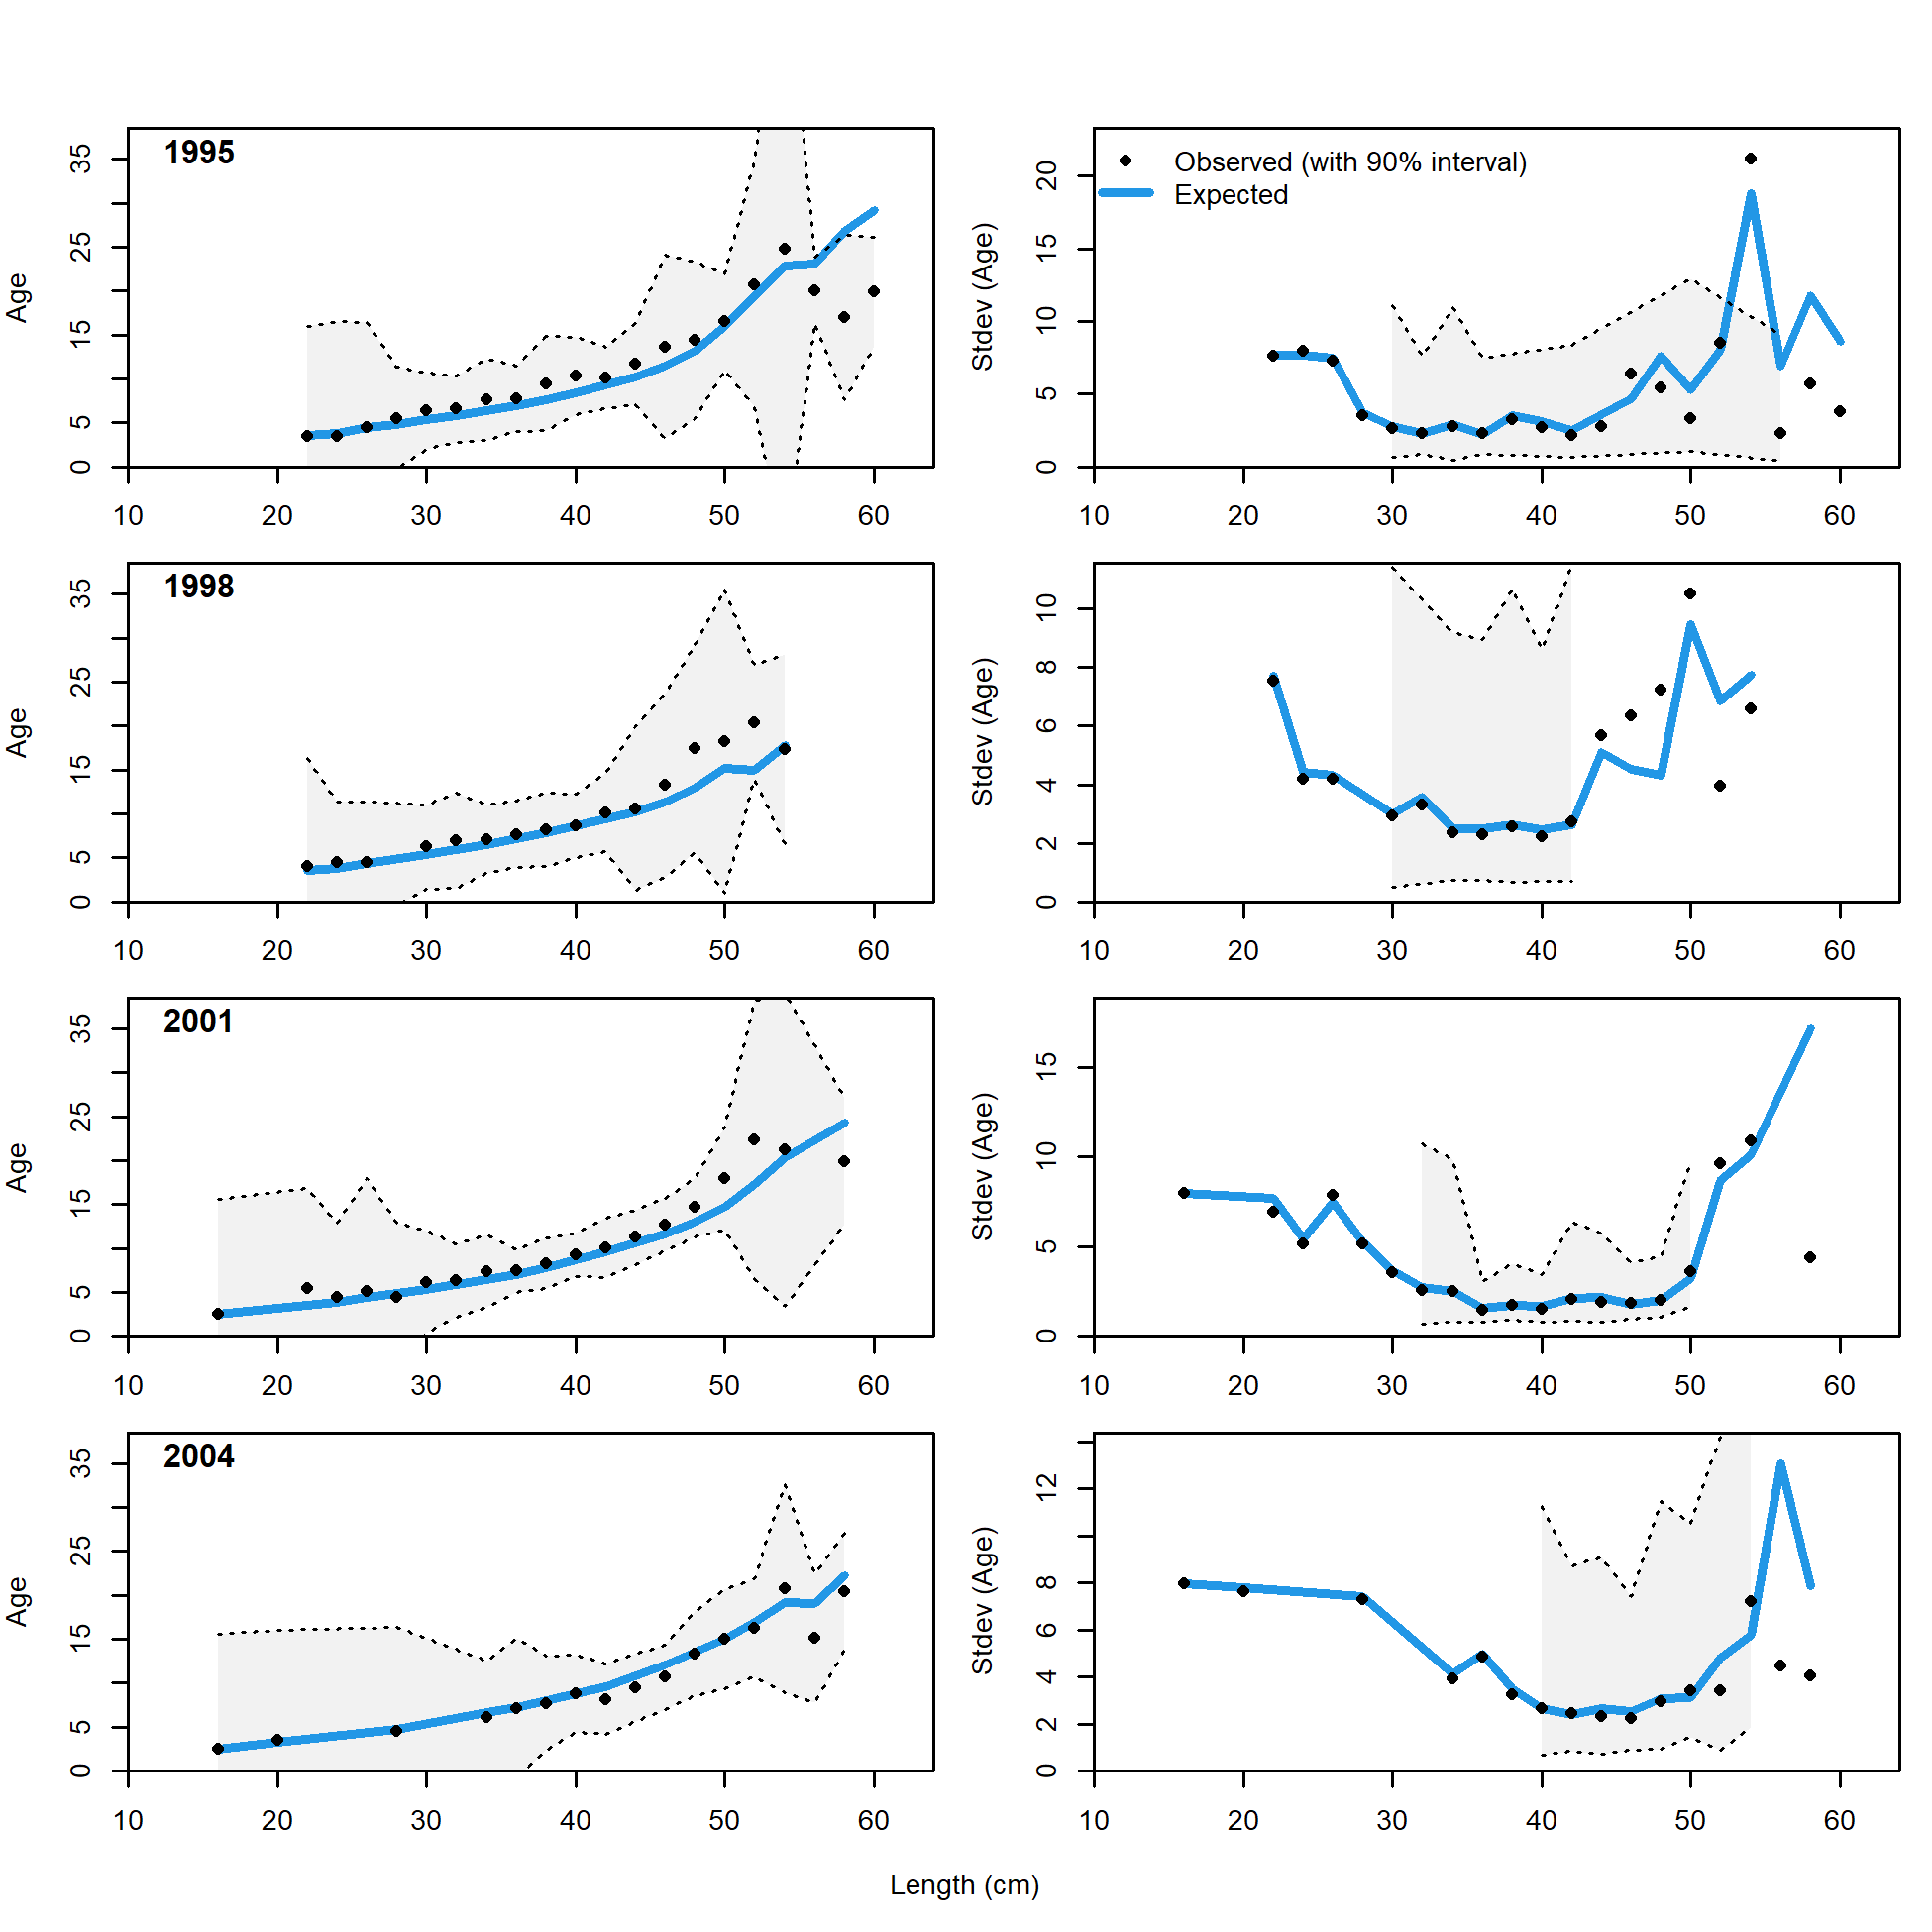 1995
Age
0 5 15 25 35
10 20 30 40 50 60
Observed (with 90% interval)
Expected
Stdev (Age)
0 5 10 15 20
10 20 30 40 50 60
1998
Age
0 5 15 25 35
10 20 30 40 50 60
Stdev (Age)
0 2 4 6 8 10
10 20 30 40 50 60
2001
Age
0 5 15 25 35
10 20 30 40 50 60
Stdev (Age)
0 5 10 15
10 20 30 40 50 60
2004
Age
0 5 15 25 35
10 20 30 40 50 60
Stdev (Age)
0 2 4 6 8 12
10 20 30 40 50 60
Length (cm)